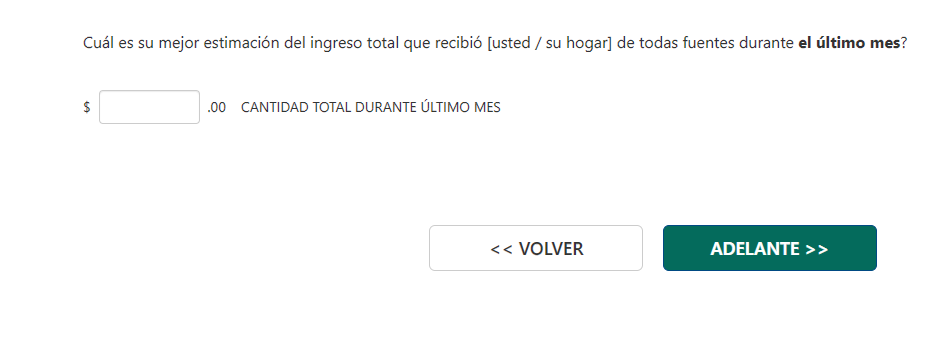 Cuál es su mejor estimación del ingreso total que recibió [usted / su hogar] de todas fuentes durante el último mes?
$ .00 CANTIDAD TOTAL DURANTE ÚLTIMO MES
<< VOLVER ADELANTE >>